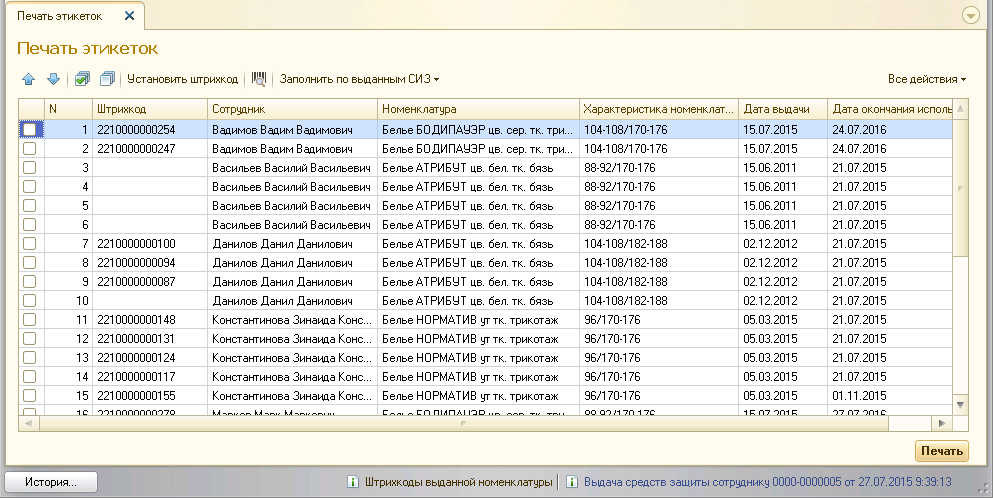 Печать этикеток
Печать этикеток
Установить штрихкод Заполнить по выданным СИЗ Все действия
N Штрихкод Сотрудник Номенклатура Характеристика номенклат... Дата выдачи Дата окончания исполь
1 2210000000254 Вадимов Вадим Вадимович Белье БОДИПАУЭР цв. сер. тк. три... 104-108/170-176 15.07.2015 24.07.2016
2 2210000000247 Вадимов Вадим Вадимович Белье БОДИПАУЭР цв. сер. тк. три... 104-108/170-176 15.07.2015 24.07.2016
3 Васильев Василий Васильевич Белье АТРИБУТ цв. бел. тк. бязь 88-92/170-176 15.06.2011 21.07.2015
4 Васильев Василий Васильевич Белье АТРИБУТ цв. бел. тк. бязь 88-92/170-176 15.06.2011 21.07.2015
5 Васильев Василий Васильевич Белье АТРИБУТ цв. бел. тк. бязь 88-92/170-176 15.06.2011 21.07.2015
6 Васильев Василий Васильевич Белье АТРИБУТ цв. бел. тк. бязь 88-92/170-176 15.06.2011 21.07.2015
7 2210000000100 Данилов Данил Данилович Белье АТРИБУТ цв. бел. тк. бязь 104-108/182-188 02.12.2012 21.07.2015
8 2210000000094 Данилов Данил Данилович Белье АТРИБУТ цв. бел. тк. бязь 104-108/182-188 02.12.2012 21.07.2015
9 2210000000087 Данилов Данил Данилович Белье АТРИБУТ цв. бел. тк. бязь 104-108/182-188 02.12.2012 21.07.2015
10 Данилов Данил Данилович Белье АТРИБУТ цв. бел. тк. бязь 104-108/182-188 02.12.2012 21.07.2015
11 2210000000148 Константинова Зинаида Конс... Белье НОРМАТИВ ут тк. трикотаж 96/170-176 05.03.2015 21.07.2015
12 2210000000131 Константинова Зинаида Конс... Белье НОРМАТИВ ут тк. трикотаж 96/170-176 05.03.2015 21.07.2015
13 2210000000124 Константинова Зинаида Конс... Белье НОРМАТИВ ут тк. трикотаж 96/170-176 05.03.2015 21.07.2015
14 2210000000117 Константинова Зинаида Конс... Белье НОРМАТИВ ут тк. трикотаж 96/170-176 05.03.2015 21.07.2015
15 2210000000155 Константинова Зинаида Конс... Белье НОРМАТИВ ут тк. трикотаж 96/170-176 05.03.2015 01.11.2015
16 2210000000278 Марков Марк Маркович Белье БОДИПАУЭР цв. сер. тк. три... 88-92/170-176 15.07.2015 27.07.2016
Печать
История... Штрихкоды выданной номенклатуры Выдача средств защиты сотруднику 0000-0000005 от 27.07.2015 9:39:13